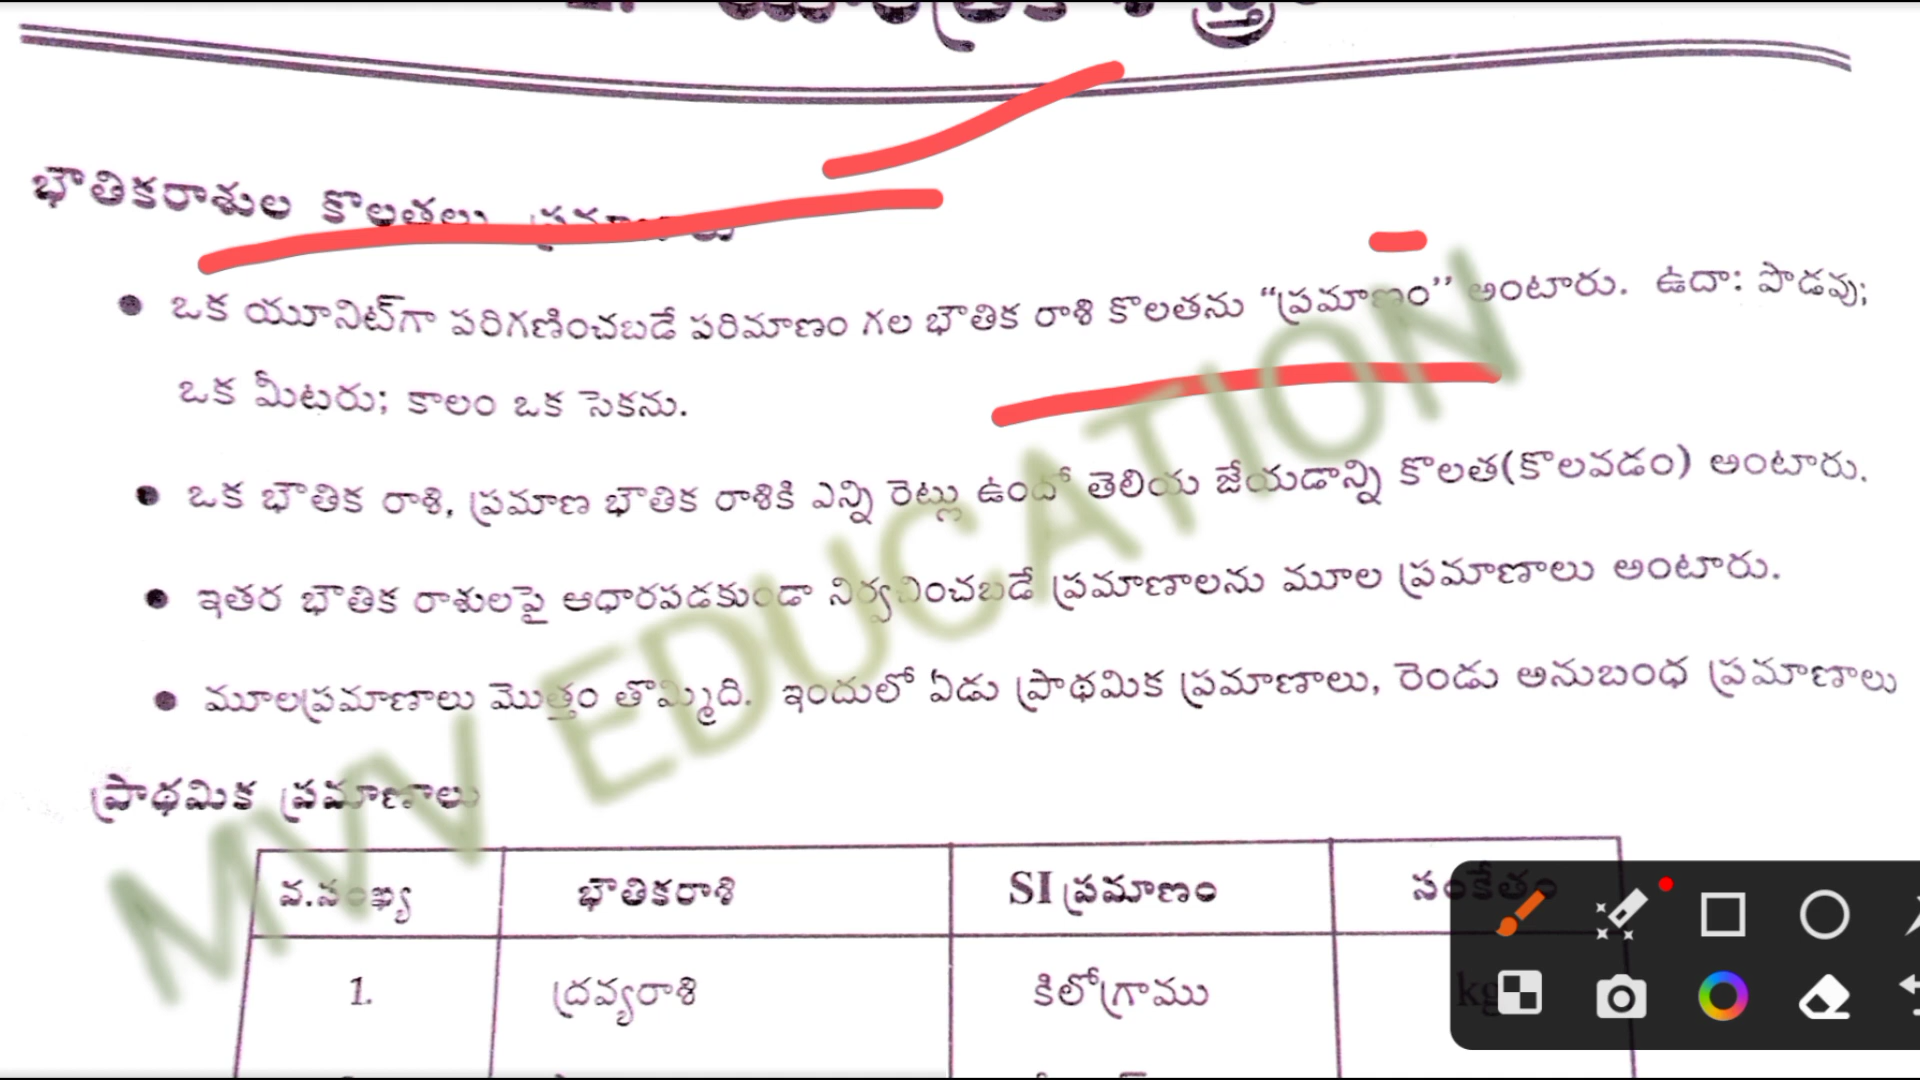 భౌతికరాశుల కొలతలు
• ఒక యూనిట్‌గా పరిగణించబడే పరిమాణం గల భౌతిక రాశి కొలతను “ప్రమాణం” అంటారు. ఉదా: పొడవు;
ఒక మీటరు; కాలం ఒక సెకను.
• ఒక భౌతిక రాశి, ప్రమాణ భౌతిక రాశికి ఎన్ని రెట్లు ఉందో తెలియ జేయడాన్ని కొలత(కొలవడం) అంటారు.
• ఇతర భౌతిక రాశులపై ఆధారపడకుండా నిర్వచించబడే ప్రమాణాలను మూల ప్రమాణాలు అంటారు.
• మూలప్రమాణాలు మొత్తం తొమ్మిది. ఇందులో ఏడు ప్రాథమిక ప్రమాణాలు, రెండు అనుబంధ ప్రమాణాలు
ప్రాథమిక ప్రమాణాలు
వ.సంఖ్య భౌతికరాశి SI ప్రమాణం సంకేతం
1. ద్రవ్యరాశి కిలోగ్రాము kg
MVV EDUCATION